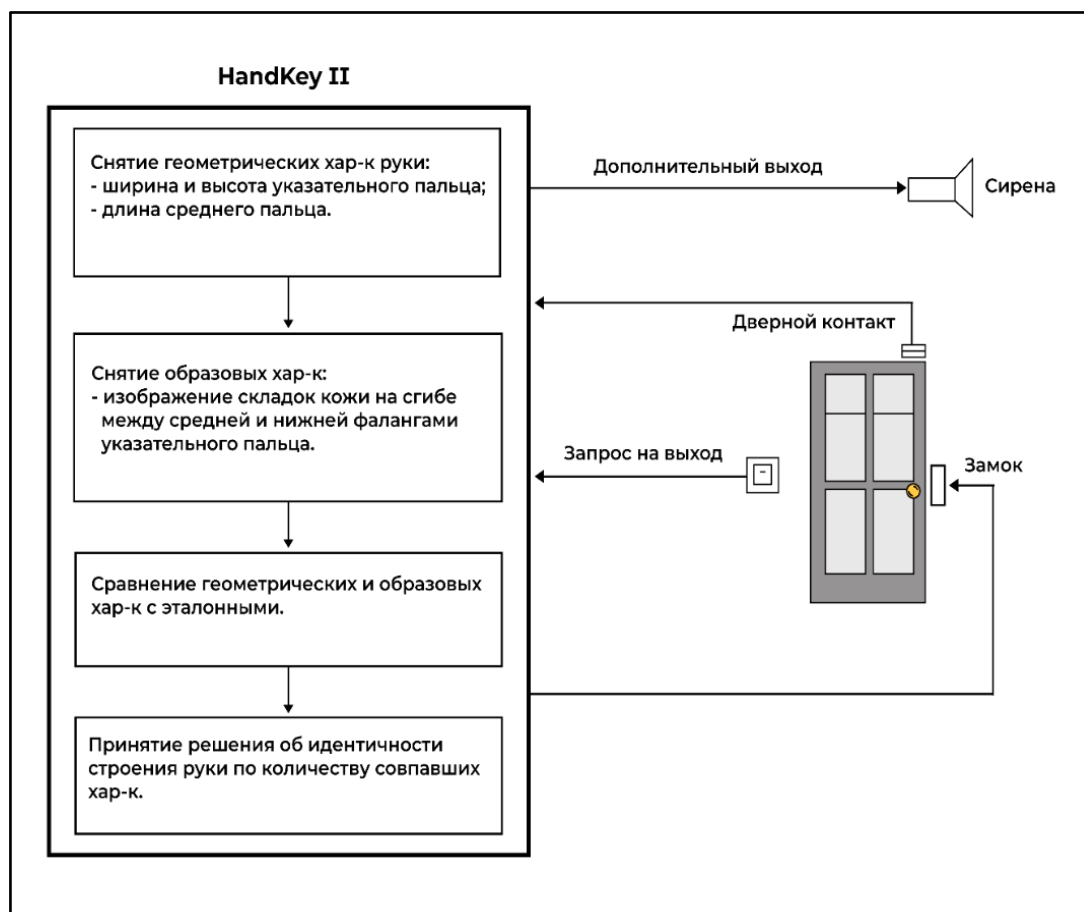 HandKey II
Снятие геометрических хар-к руки:
- ширина и высота указательного пальца;
- длина среднего пальца.
Снятие образовых хар-к:
- изображение складок кожи на сгибе
между средней и нижней фалангами
указательного пальца.
Сравнение геометрических и образовых
хар-к с эталонными.
Принятие решения об идентичности
строения руки по количеству совпавших
хар-к.
Дополнительный выход
Сирена
Дверной контакт
Запрос на выход
Замок